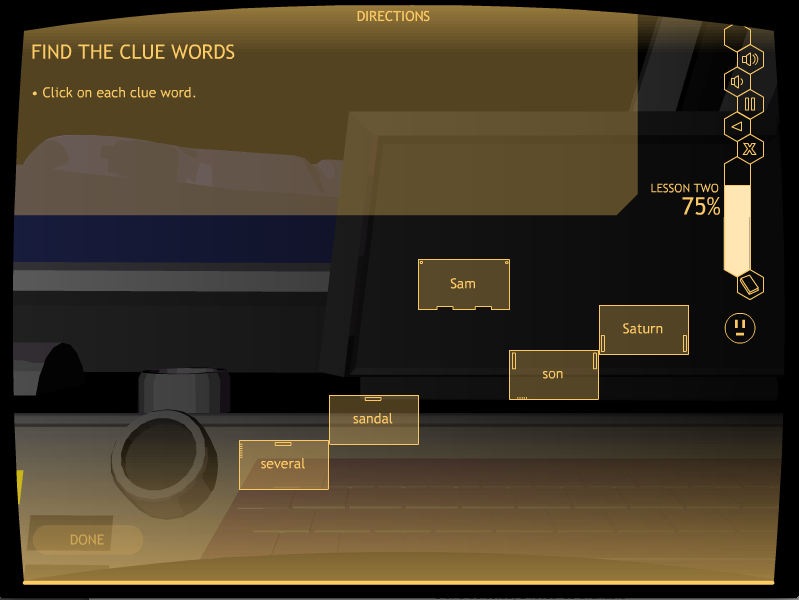 DIRECTIONS
FIND THE CLUE WORDS
• Click on each clue word.
LESSON TWO
75%
Sam
Saturn
son
sandal
several
DONE